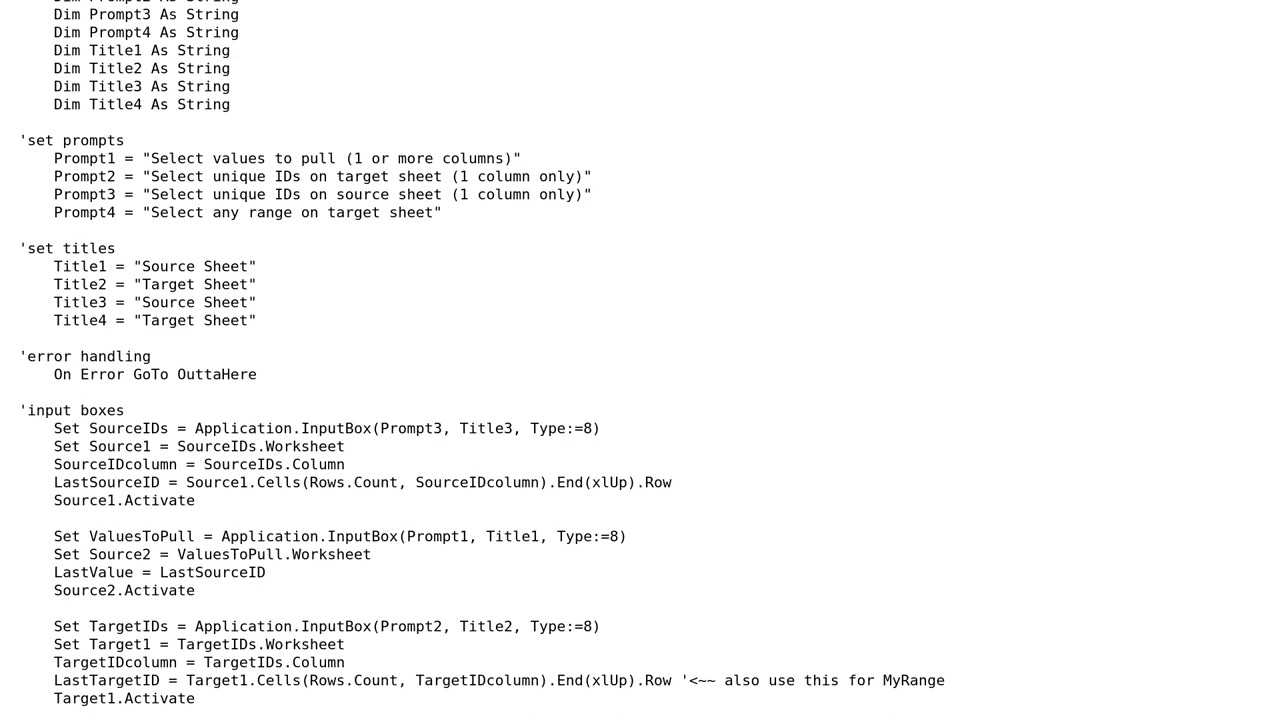 Dim Prompt2 As String
    Dim Prompt3 As String
    Dim Prompt4 As String
    Dim Title1 As String
    Dim Title2 As String
    Dim Title3 As String
    Dim Title4 As String

'set prompts
    Prompt1 = "Select values to pull (1 or more columns)"
    Prompt2 = "Select unique IDs on target sheet (1 column only)"
    Prompt3 = "Select unique IDs on source sheet (1 column only)"
    Prompt4 = "Select any range on target sheet"

'set titles
    Title1 = "Source Sheet"
    Title2 = "Target Sheet"
    Title3 = "Source Sheet"
    Title4 = "Target Sheet"

'error handling
    On Error GoTo OuttaHere

'input boxes
    Set SourceIDs = Application.InputBox(Prompt3, Title3, Type:=8)
    Set Source1 = SourceIDs.Worksheet
    SourceIDcolumn = SourceIDs.Column
    LastSourceID = Source1.Cells(Rows.Count, SourceIDcolumn).End(xlUp).Row
    Source1.Activate

    Set ValuesToPull = Application.InputBox(Prompt1, Title1, Type:=8)
    Set Source2 = ValuesToPull.Worksheet
    LastValue = LastSourceID
    Source2.Activate

    Set TargetIDs = Application.InputBox(Prompt2, Title2, Type:=8)
    Set Target1 = TargetIDs.Worksheet
    TargetIDcolumn = TargetIDs.Column
    LastTargetID = Target1.Cells(Rows.Count, TargetIDcolumn).End(xlUp).Row '<~~ also use this for MyRange
    Target1.Activate